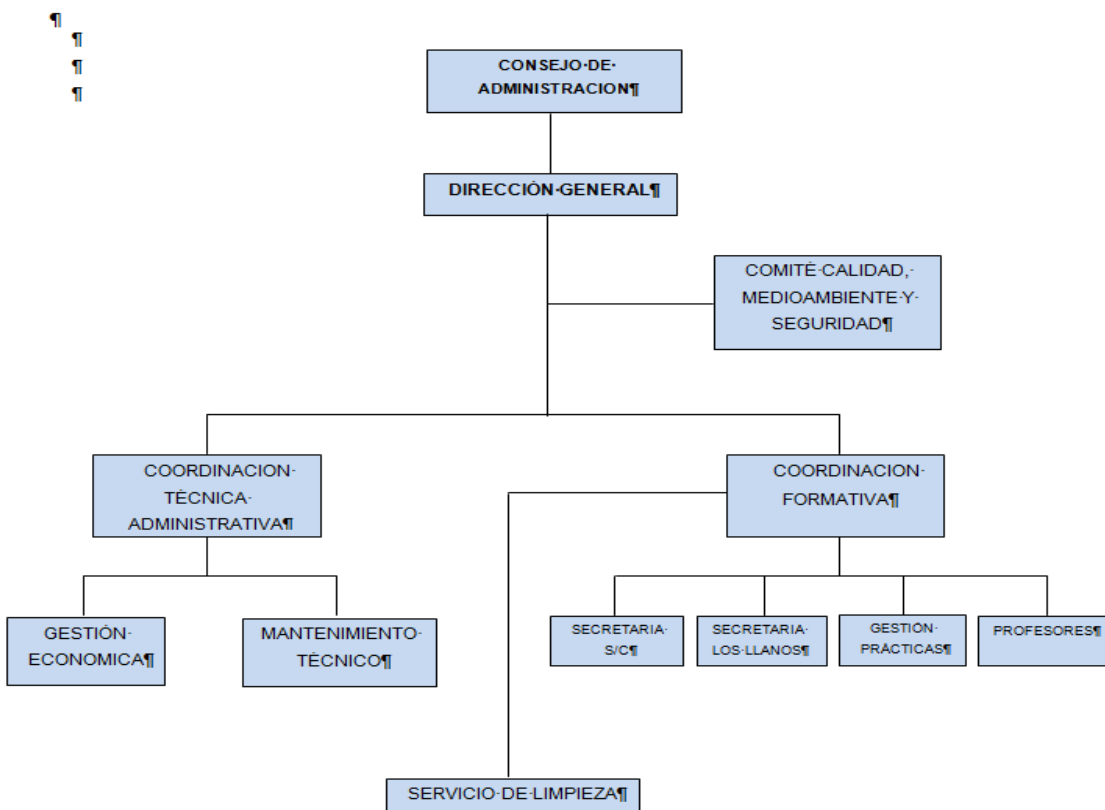 ¶
¶
¶
¶
CONSEJO·DE·
ADMINISTRACION¶
DIRECCIÓN·GENERAL¶
COMITÉ·CALIDAD,·
MEDIOAMBIENTE·Y·
SEGURIDAD¶
COORDINACION·
TÉCNICA·
ADMINISTRATIVA¶
COORDINACION·
FORMATIVA¶
GESTIÓN·
ECONOMICA¶
MANTENIMIENTO·
TÉCNICO¶
SECRETARIA·
S/C¶
SECRETARIA·
LOS·LLANOS¶
GESTIÓN·
PRÁCTICAS¶
PROFESORES¶
SERVICIO·DE·LIMPIEZA¶